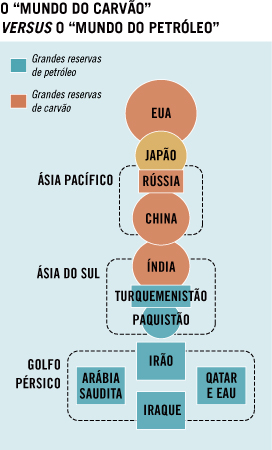 O “MUNDO DO CARVÃO”
VERSUS O “MUNDO DO PETRÓLEO”
Grandes reservas
de petróleo
Grandes reservas
de carvão
EUA
JAPÃO
ÁSIA PACÍFICO
RÚSSIA
CHINA
ÍNDIA
ÁSIA DO SUL
TURQUEMENISTÃO
PAQUISTÃO
GOLFO
PÉRSICO
IRÃO
ARÁBIA
SAUDITA
QATAR
E EAU
IRAQUE